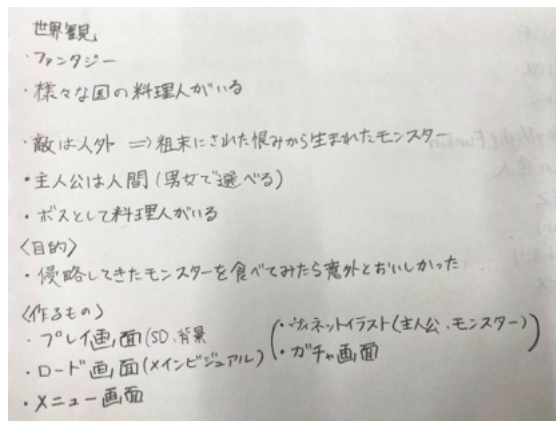 世界観
・ファンタジー
・様々な国の料理人がいる
・敵は人外 ⇒ 粗末にされた恨みから生まれたモンスター
・主人公は人間(男女で選べる)
・ボスとして料理人がいる
〈目的〉
・侵略してきたモンスターを食べてみたら意外とおいしかった
〈作るもの〉
・プレイ画面(SD、背景
・ロード画面(メインビジュアル)
・メニュー画面
(・ヴィネットイラスト(主人公、モンスター)
・ガチャ画面)